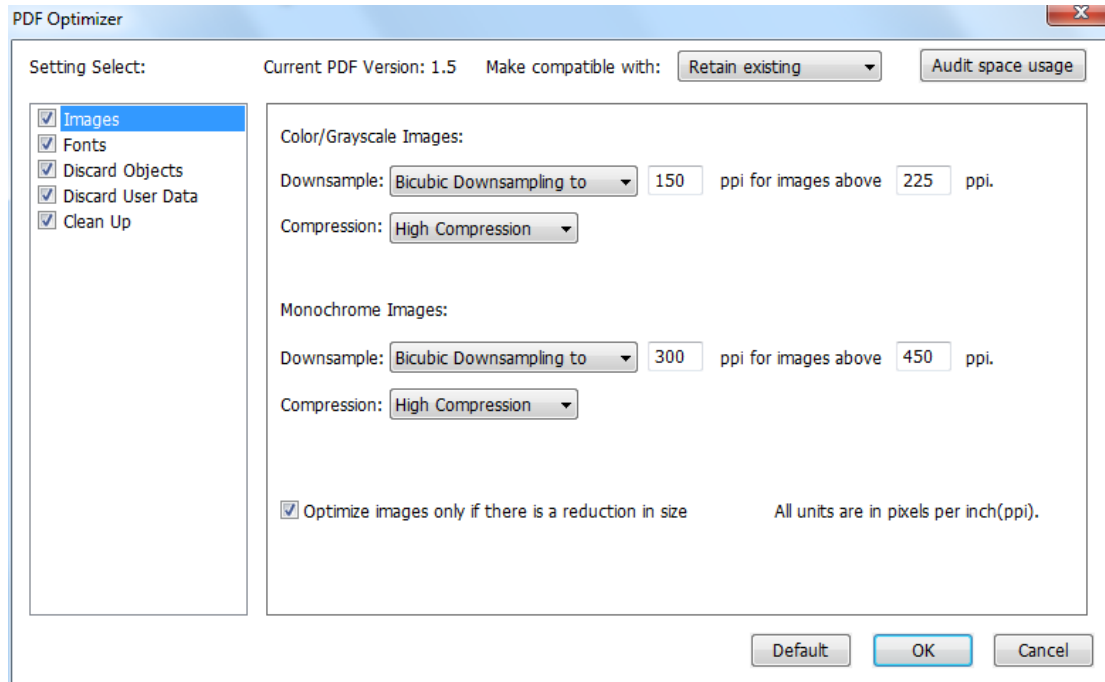 PDF Optimizer
Setting Select:
Current PDF Version: 1.5
Make compatible with:
Retain existing
Audit space usage
Images
Fonts
Discard Objects
Discard User Data
Clean Up
Color/Grayscale Images:
Downsample: Bicubic Downsampling to 150 ppi for images above 225 ppi.
Compression: High Compression
Monochrome Images:
Downsample: Bicubic Downsampling to 300 ppi for images above 450 ppi.
Compression: High Compression
Optimize images only if there is a reduction in size
All units are in pixels per inch(ppi).
Default
OK
Cancel